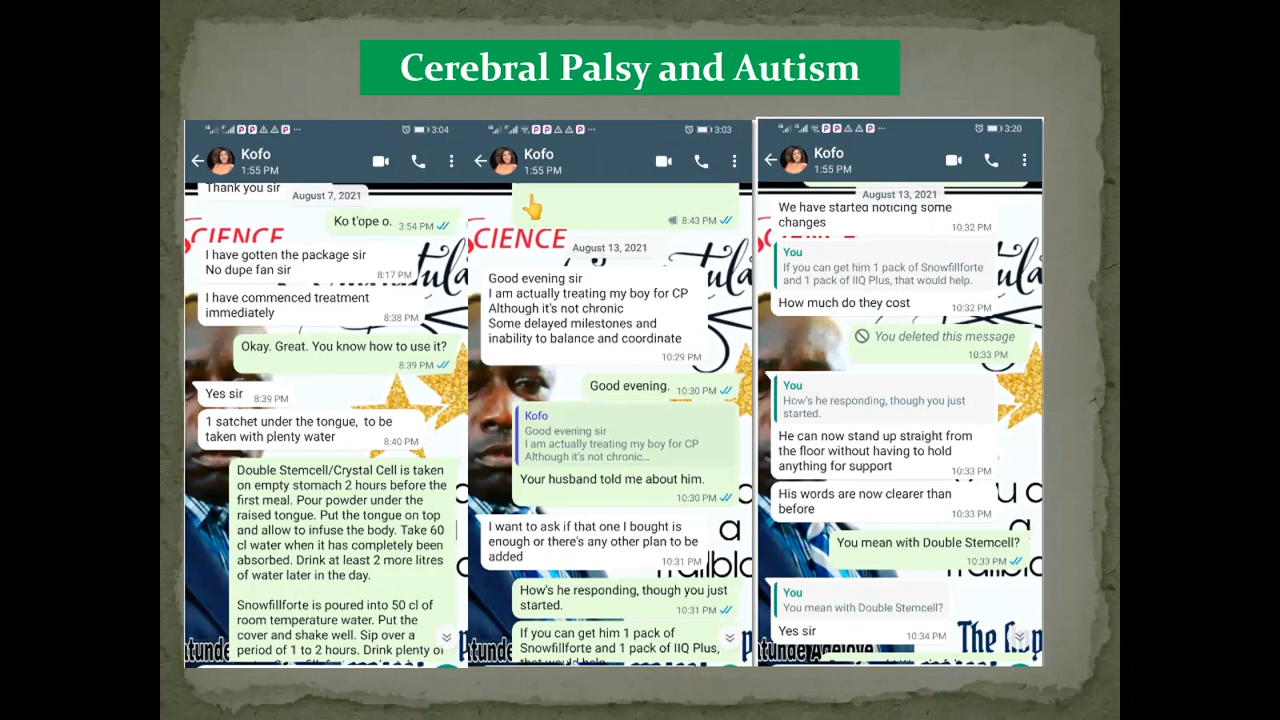 Cerebral Palsy and Autism
3:04
Kofo
1:55 PM
Thank you sir
August 7, 2021
Ko t'ope o. 3:54 PM
CIENCE
I have gotten the package sir
No dupe fan sir
8:17 PM
I have commenced treatment
immediately
8:38 PM
Okay. Great. You know how to use it?
8:39 PM
Yes sir 8:39 PM
1 satchet under the tongue, to
be taken with plenty water
8:40 PM
Double Stemcell/Crystal Cell is taken
on empty stomach 2 hours before the
first meal. Pour powder under the
raised tongue. Put the tongue on top
and allow to infuse the body. Take 60
cl water when it has completely been
absorbed. Drink at least 2 more litres
of water later in the day.
Snowfillforte is poured into 50 cl of
room temperature water. Put the
cover and shake well. Sip over a
period of 1 to 2 hours. Drink plenty of
3:03
Kofo
1:55 PM
8:43 PM
CIENCE
August 13, 2021
Good evening sir
I am actually treating my boy for CP
Although it's not chronic
Some delayed milestones and
inability to balance and coordinate
10:29 PM
Good evening. 10:30 PM
Kofo
Good evening sir
I am actually treating my boy for CP
Although it's not chronic...
Your husband told me about him.
10:30 PM
I want to ask if that one I bought is
enough or there's any other plan to be
added
10:31 PM
How's he responding, though you just
started.
10:31 PM
If you can get him 1 pack of
Snowfillforte and 1 pack of IIQ Plus,
that would help.
3:20
Kofo
1:55 PM
August 13, 2021
We have started noticing some
changes
10:32 PM
You
If you can get him 1 pack of Snowfillforte
and 1 pack of IIQ Plus, that would help.
How much do they cost
10:32 PM
You deleted this message
10:33 PM
You
How's he responding, though you just
started.
He can now stand up straight from
the floor without having to hold
anything for support
10:33 PM
His words are now clearer than
before
10:33 PM
You mean with Double Stemcell?
10:33 PM
You
You mean with Double Stemcell?
Yes sir
10:34 PM